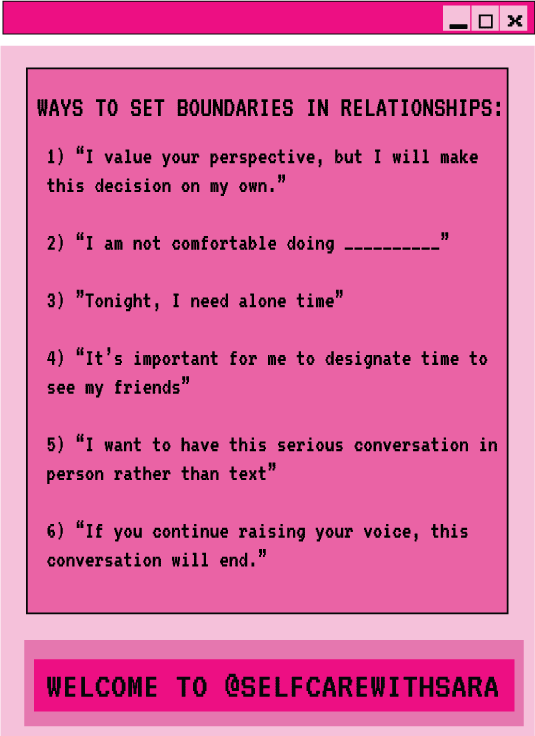 WAYS TO SET BOUNDARIES IN RELATIONSHIPS:
1) “I value your perspective, but I will make
this decision on my own.”
2) “I am not comfortable doing __________”
3) ”Tonight, I need alone time”
4) “It’s important for me to designate time to
see my friends”
5) “I want to have this serious conversation in
person rather than text”
6) “If you continue raising your voice, this
conversation will end.”
WELCOME TO @SELFCAREWITHSARA